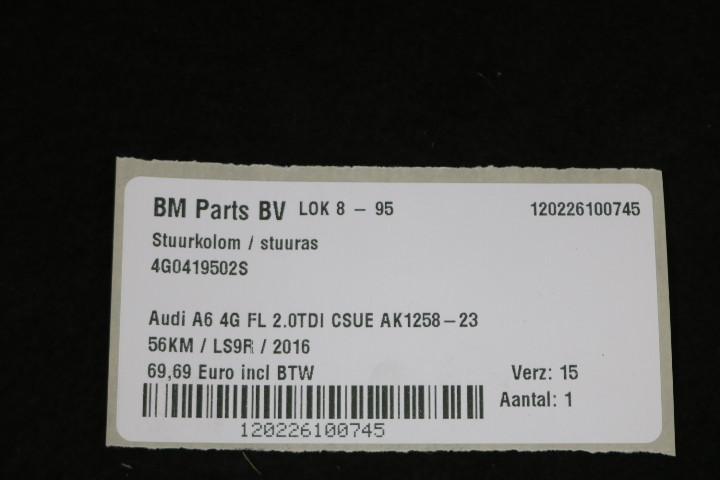 BM Parts BV LOK 8 - 95 120226100745
Stuurkolom / stuuras
4G0419502S
Audi A6 4G FL 2.0TDI CSUE AK1258-23
56KM / LS9R / 2016
69,69 Euro incl BTW Verz: 15
Aantal: 1
120226100745